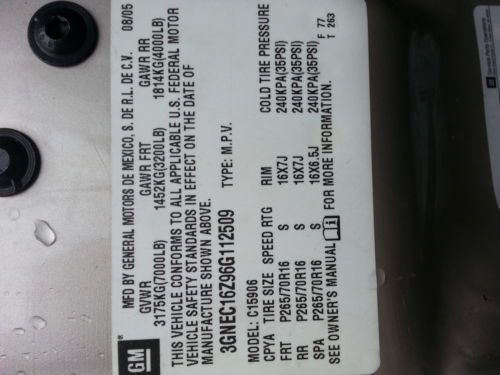 GM
MFD BY GENERAL MOTORS DE MEXICO, S. DE R.L. DE C.V. 08/05
GVWR GAWR FRT GAWR RR
3175KG(7000LB) 1452KG(3200LB) 1814KG(4000LB)
THIS VEHICLE CONFORMS TO ALL APPLICABLE U.S. FEDERAL MOTOR
VEHICLE SAFETY STANDARDS IN EFFECT ON THE DATE OF
MANUFACTURE SHOWN ABOVE.
3GNEC16Z96G112509 TYPE: M.P.V.
MODEL: C15906
CPYA TIRE SIZE SPEED RTG RIM COLD TIRE PRESSURE
FRT P265/70R16 S 16X7J 240KPA(35PSI)
RR P265/70R16 S 16X7J 240KPA(35PSI)
SPA P265/70R16 S 16X6.5J 240KPA(35PSI)
SEE OWNER'S MANUAL FOR MORE INFORMATION.
F 77
T 263
GM